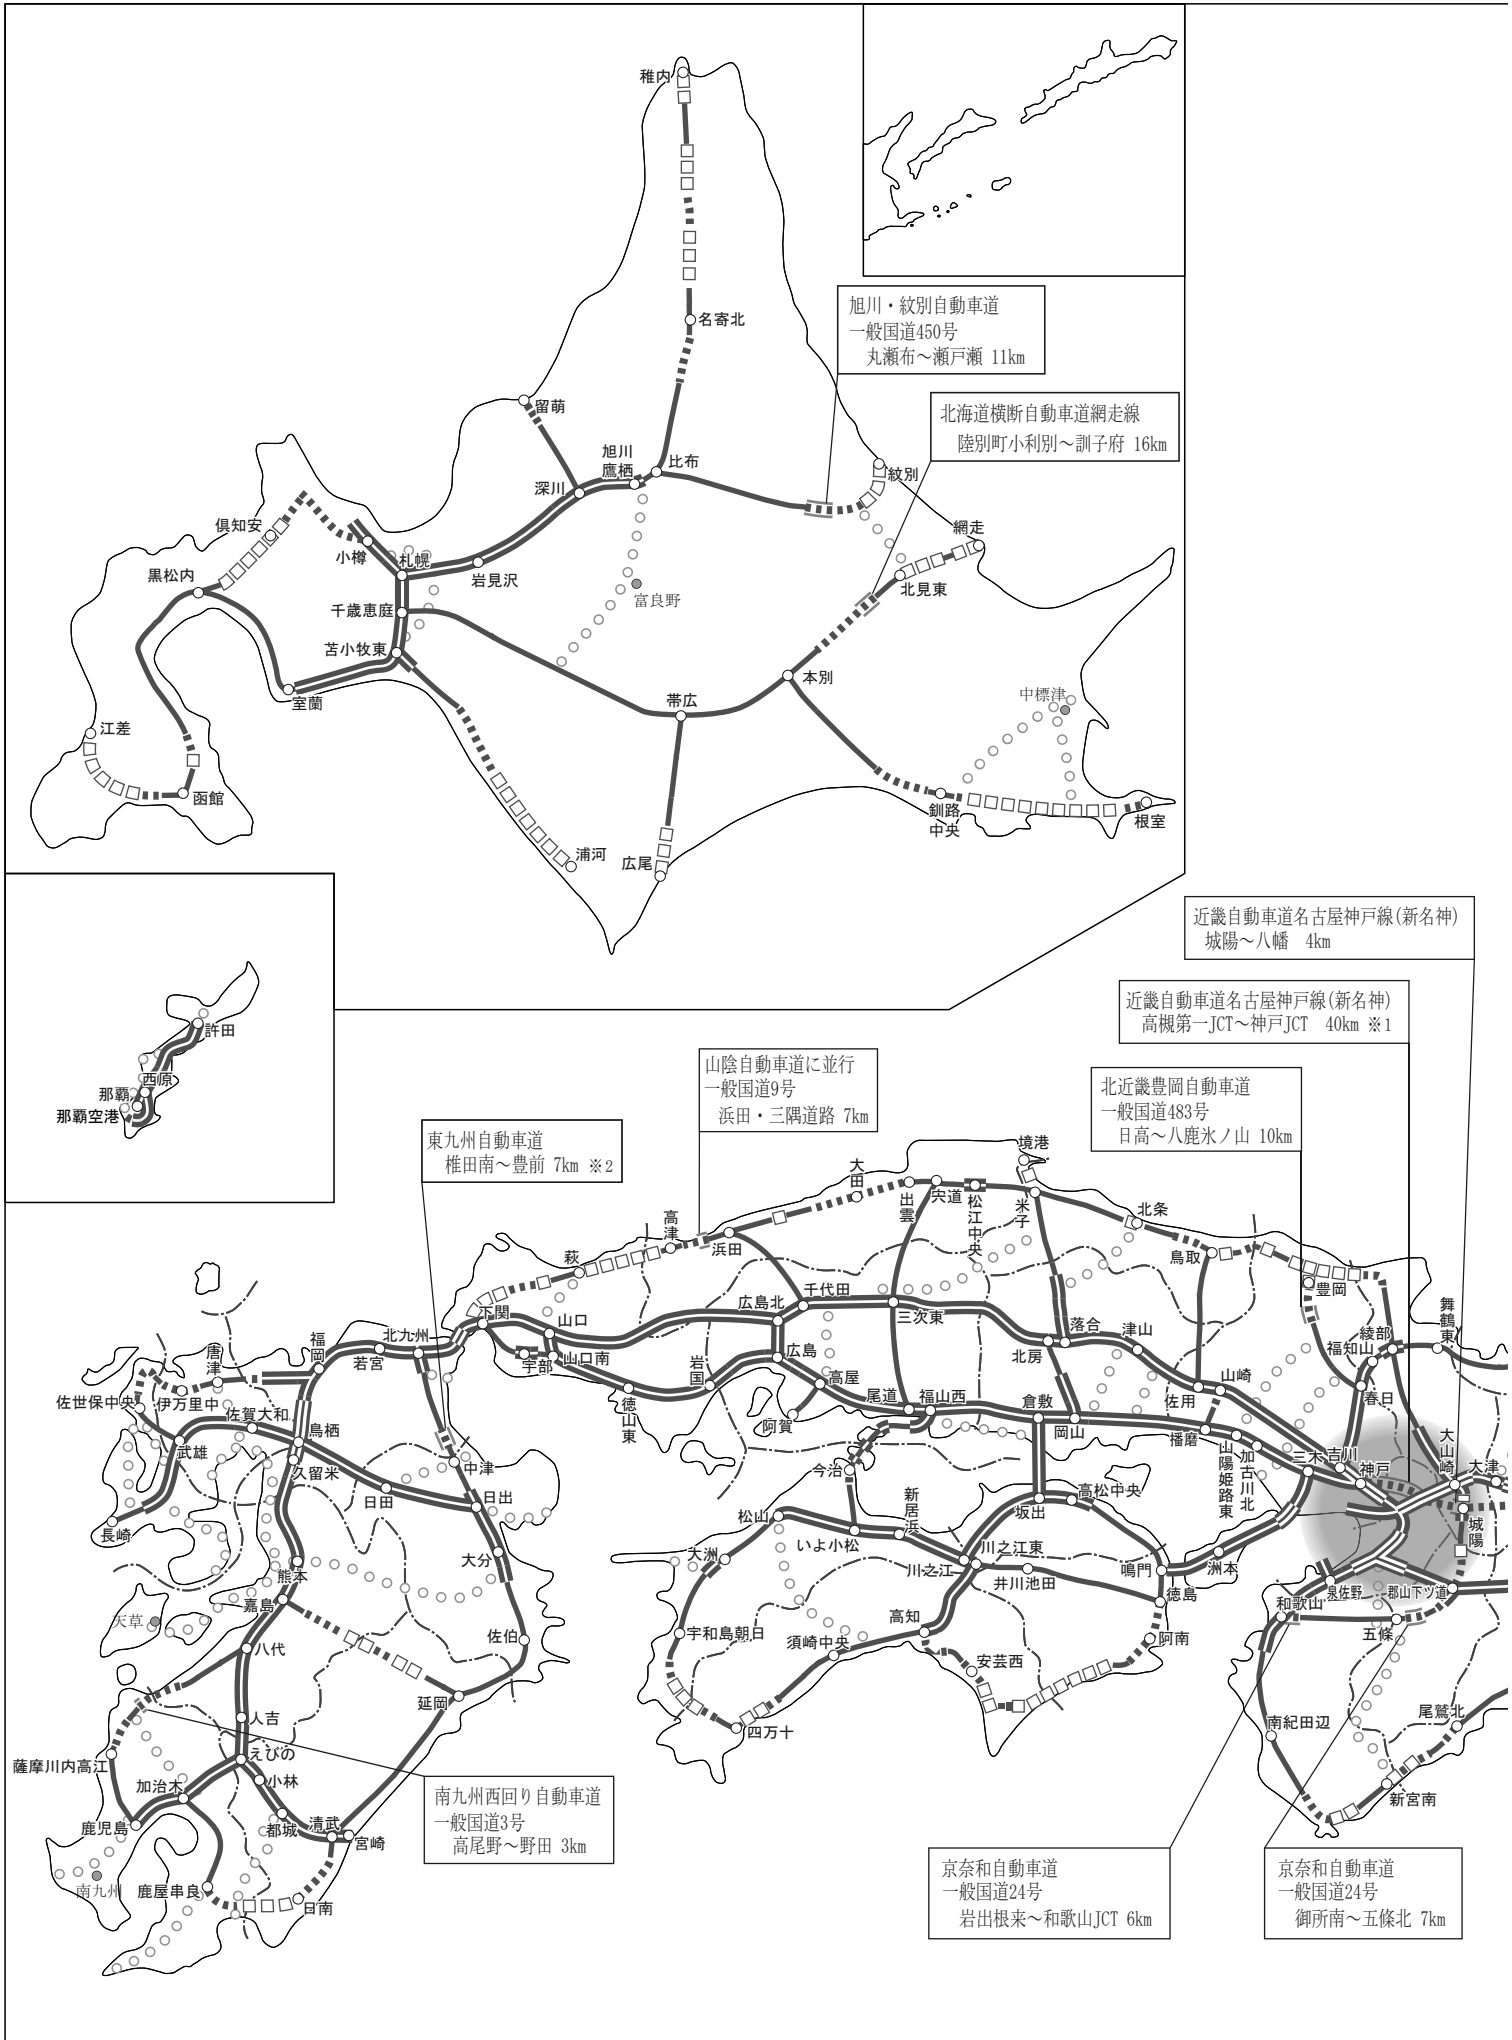 稚内
名寄北
旭川・紋別自動車道
一般国道450号
丸瀬布～瀬戸瀬 11km
北海道横断自動車道網走線
陸別町小利別～訓子府 16km
留萌
旭川
鷹栖
比布
深川
紋別
網走
倶知安
小樽
札幌
岩見沢
北見東
黒松内
千歳恵庭
富良野
苫小牧東
本別
中標津
室蘭
帯広
江差
函館
釧路
中央
根室
浦河
広尾
近畿自動車道名古屋神戸線(新名神)
城陽～八幡 4km
近畿自動車道名古屋神戸線(新名神)
高槻第一JCT～神戸JCT 40km ※1
許田
西原
那覇
那覇空港
山陰自動車道に並行
一般国道9号
浜田・三隅道路 7km
北近畿豊岡自動車道
一般国道483号
日高～八鹿氷ノ山 10km
東九州自動車道
椎田南～豊前 7km ※2
境港
大田
出雲
宍道
松江中央
米子
北条
鳥取
高津
浜田
萩
豊岡
舞鶴東
綾部
福知山
千代田
広島北
三次東
落合
津山
北房
下関
山口
北九州
福岡
若宮
宇部
山口南
広島
岩国
徳山東
高屋
阿賀
尾道
福山西
倉敷
岡山
佐用
山崎
春日
播磨
山陽姫路東
加古川北
三木
吉川
神戸
大山崎
大津
城陽
唐津
佐世保中央
伊万里中
佐賀大和
鳥栖
武雄
久留米
中津
日田
日出
長崎
今治
松山
いよ小松
新居浜
坂出
高松中央
大洲
川之江
川之江東
井川池田
鳴門
洲本
徳島
泉佐野
郡山下ツ道
和歌山
五條
大分
熊本
嘉島
天草
八代
佐伯
高知
宇和島朝日
須崎中央
安芸西
阿南
延岡
人吉
四万十
南紀田辺
尾鷲北
えびの
薩摩川内高江
小林
加治木
新宮南
鹿児島
都城
清武
宮崎
南九州西回り自動車道
一般国道3号
高尾野～野田 3km
南九州
鹿屋串良
日南
京奈和自動車道
一般国道24号
岩出根来～和歌山JCT 6km
京奈和自動車道
一般国道24号
御所南～五條北 7km